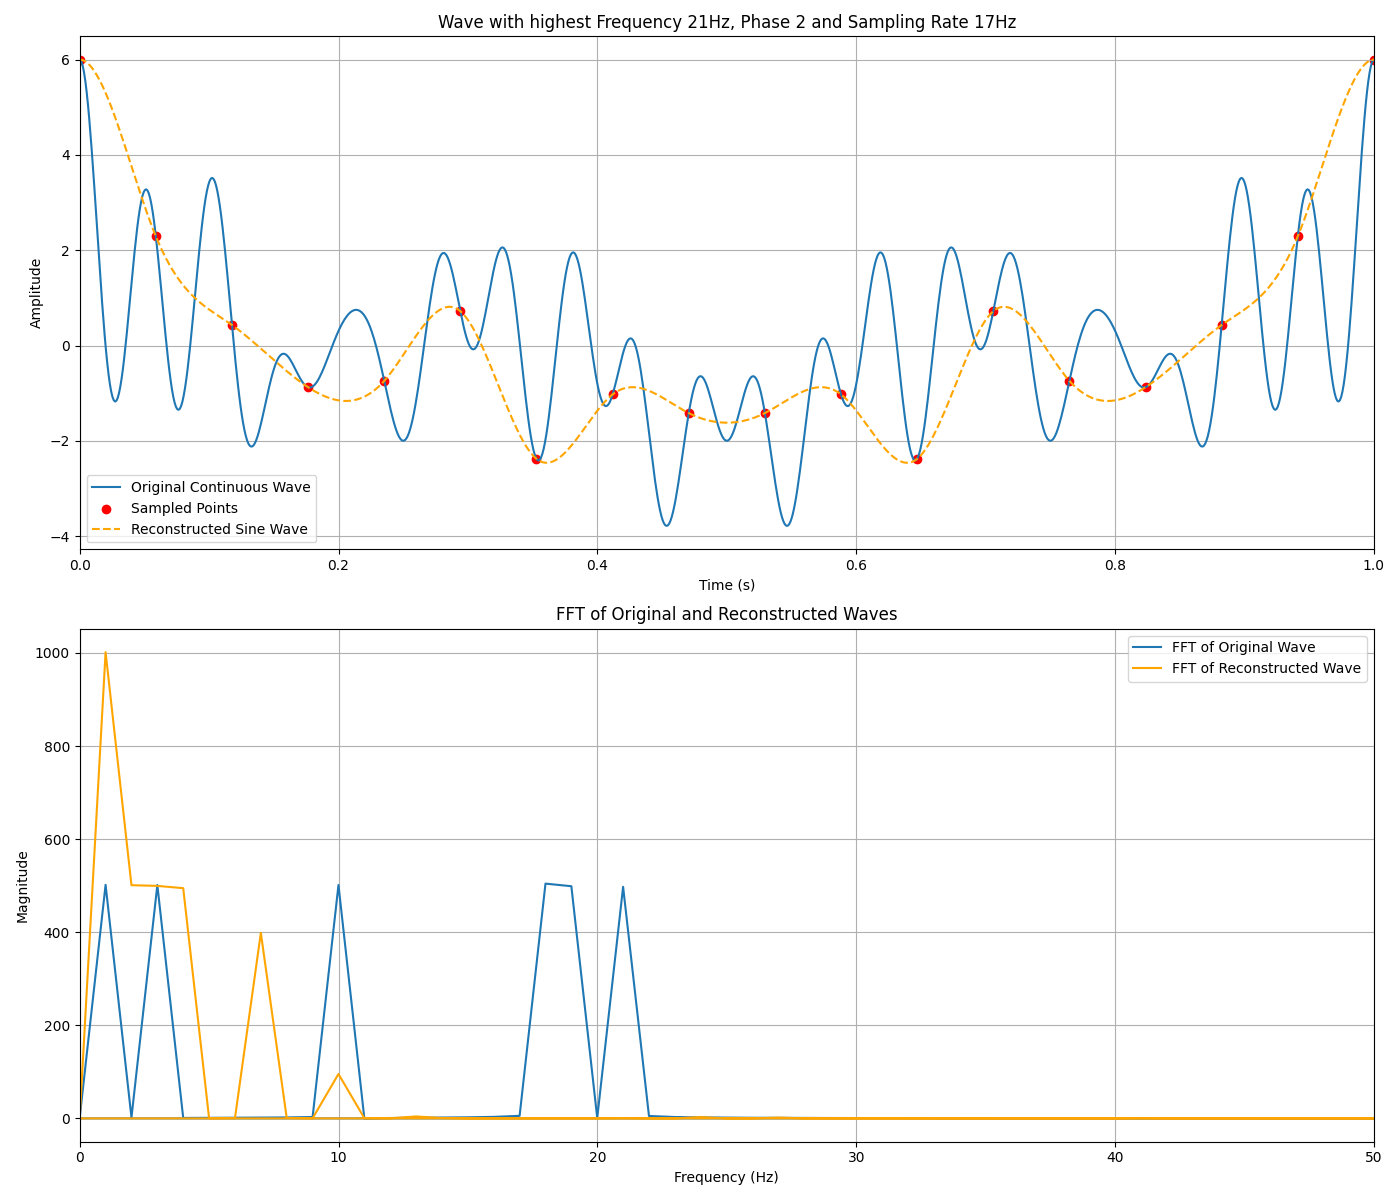 Wave with highest Frequency 21Hz, Phase 2 and Sampling Rate 17Hz
Amplitude
6
4
2
0
−2
−4
Original Continuous Wave
Sampled Points
Reconstructed Sine Wave
0.0 0.2 0.4 0.6 0.8 1.0
Time (s)
FFT of Original and Reconstructed Waves
Magnitude
1000
800
600
400
200
0
FFT of Original Wave
FFT of Reconstructed Wave
0 10 20 30 40 50
Frequency (Hz)